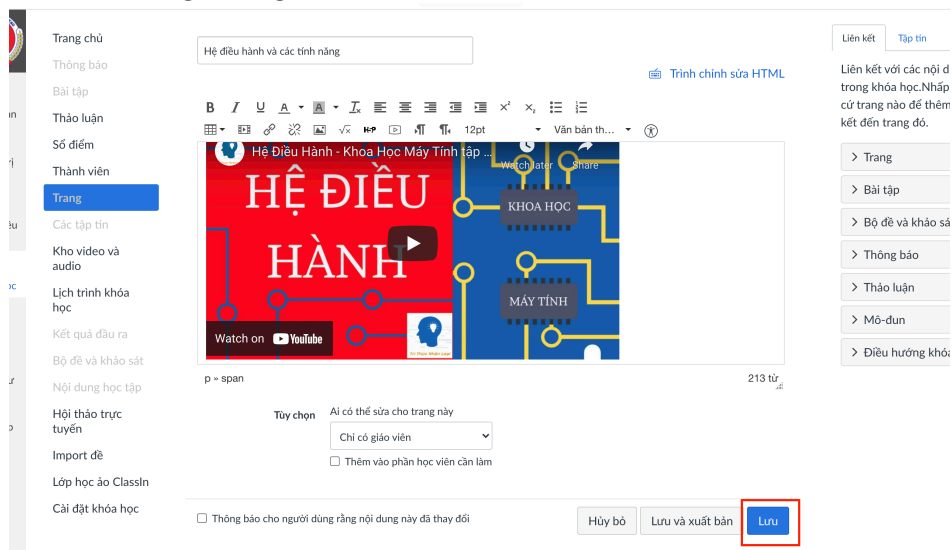 Trang chủ
Thông báo
Bài tập
Thảo luận
Sổ điểm
Thành viên
Trang
Các tập tin
Kho video và
audio
Lịch trình khóa
học
Kết quả đầu ra
Bộ đề và khảo sát
Nội dung học tập
Hội thảo trực
tuyến
Import đề
Lớp học ảo ClassIn
Cài đặt khóa học
Hệ điều hành và các tính năng
Trình chỉnh sửa HTML
12pt
Văn bản th...
Hệ Điều Hành - Khoa Học Máy Tính tập ...
Watch later
Share
HỆ ĐIỀU
HÀNH
KHOA HỌC
MÁY TÍNH
Watch on YouTube
p » span
213 từ
Tùy chọn
Ai có thể sửa cho trang này
Chỉ có giáo viên
Thêm vào phần học viên cần làm
Thông báo cho người dùng rằng nội dung này đã thay đổi
Hủy bỏ
Lưu và xuất bản
Lưu
Liên kết
Tập tin
Liên kết với các nội d
trong khóa học.Nhấp
cứ trang nào để thêm
kết đến trang đó.
Trang
Bài tập
Bộ đề và khảo sá
Thông báo
Thảo luận
Mô-đun
Điều hướng khóa